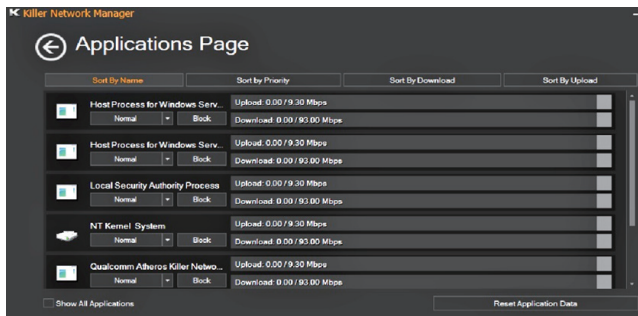 Killer Network Manager
Applications Page
Sort By Name Sort by Priority Sort By Download Sort By Upload
Host Process for Windows Serv... Upload: 0.00 / 9.30 Mbps
Normal Block Download: 0.00 / 93.00 Mbps
Host Process for Windows Serv... Upload: 0.00 / 9.30 Mbps
Normal Block Download: 0.00 / 93.00 Mbps
Local Security Authority Process Upload: 0.00 / 9.30 Mbps
Normal Block Download: 0.00 / 93.00 Mbps
NT Kernel System Upload: 0.00 / 9.30 Mbps
Normal Block Download: 0.00 / 93.00 Mbps
Qualcomm Atheros Killer Netwo... Upload: 0.00 / 9.30 Mbps
Normal Block Download: 0.00 / 93.00 Mbps
Show All Applications Reset Application Data